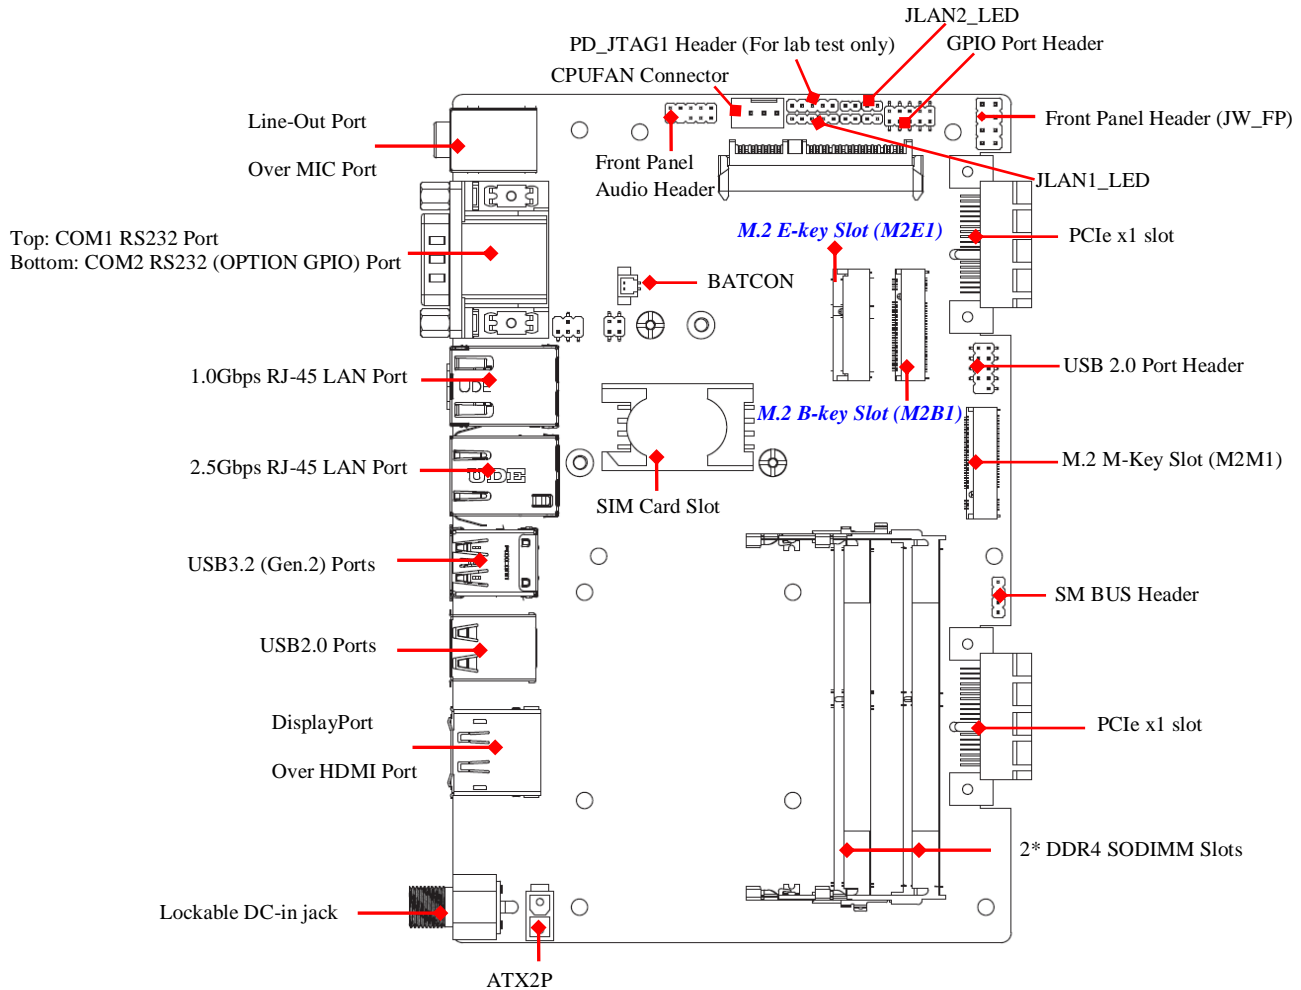 JLAN2_LED
PD_JTAG1 Header (For lab test only)
GPIO Port Header
CPUFAN Connector
Line-Out Port
Over MIC Port
Front Panel Header (JW_FP)
Front Panel
Audio Header
JLAN1_LED
M.2 E-key Slot (M2E1)
PCIe x1 slot
Top: COM1 RS232 Port
Bottom: COM2 RS232 (OPTION GPIO) Port
BATCON
USB 2.0 Port Header
1.0Gbps RJ-45 LAN Port
UDE
M.2 B-key Slot (M2B1)
2.5Gbps RJ-45 LAN Port
UDE
M.2 M-Key Slot (M2M1)
SIM Card Slot
USB3.2 (Gen.2) Ports
FOXCONN
SM BUS Header
USB2.0 Ports
DisplayPort
Over HDMI Port
PCIe x1 slot
2* DDR4 SODIMM Slots
Lockable DC-in jack
ATX2P